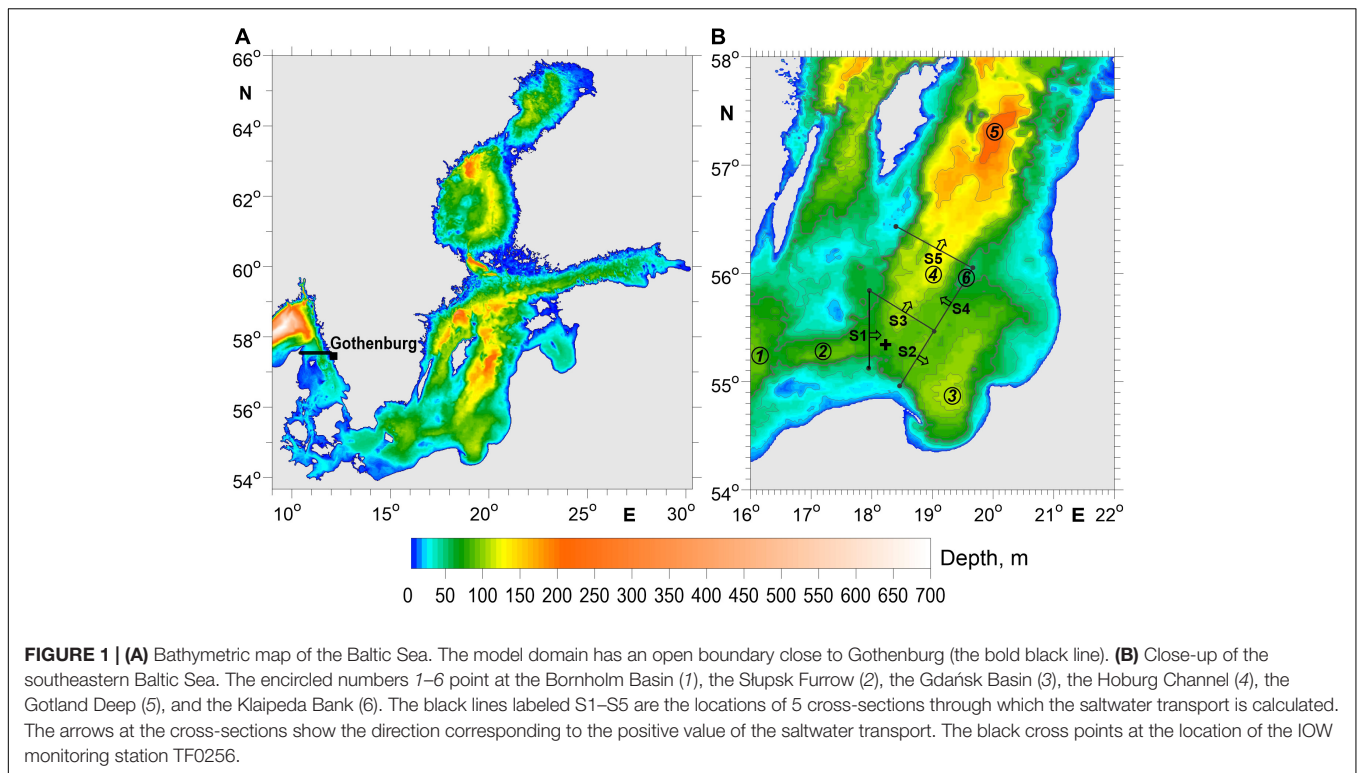 A
B
66°
N
64°
62°
60°
58°
56°
54°
Gothenburg
10°
15°
20°
25°
E
30°
58°
N
57°
56°
55°
54°
5
S5
4
6
S3
S4
S1
S2
1
2
3
16°
17°
18°
19°
20°
21°
E
22°
Depth, m
0 50 100 150 200 250 300 350 400 450 500 550 600 650 700
FIGURE 1 | (A) Bathymetric map of the Baltic Sea. The model domain has an open boundary close to Gothenburg (the bold black line). (B) Close-up of the
southeastern Baltic Sea. The encircled numbers 1–6 point at the Bornholm Basin (1), the Słupsk Furrow (2), the Gdańsk Basin (3), the Hoburg Channel (4), the
Gotland Deep (5), and the Klaipeda Bank (6). The black lines labeled S1–S5 are the locations of 5 cross-sections through which the saltwater transport is calculated.
The arrows at the cross-sections show the direction corresponding to the positive value of the saltwater transport. The black cross points at the location of the IOW
monitoring station TF0256.